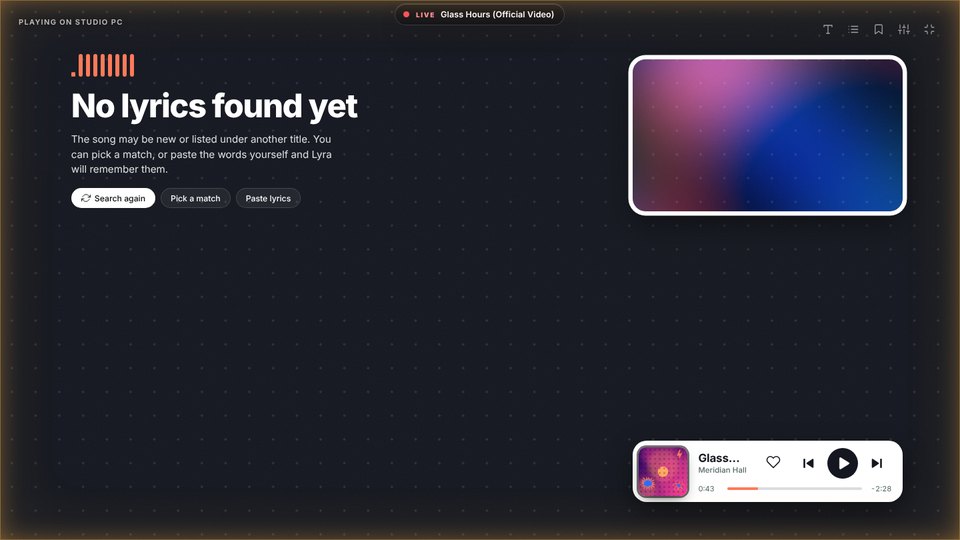 PLAYING ON STUDIO PC
LIVE Glass Hours (Official Video)
No lyrics found yet
The song may be new or listed under another title. You
can pick a match, or paste the words yourself and Lyra
will remember them.
Search again
Pick a match
Paste lyrics
Glass...
Meridian Hall
0:43
-2:28